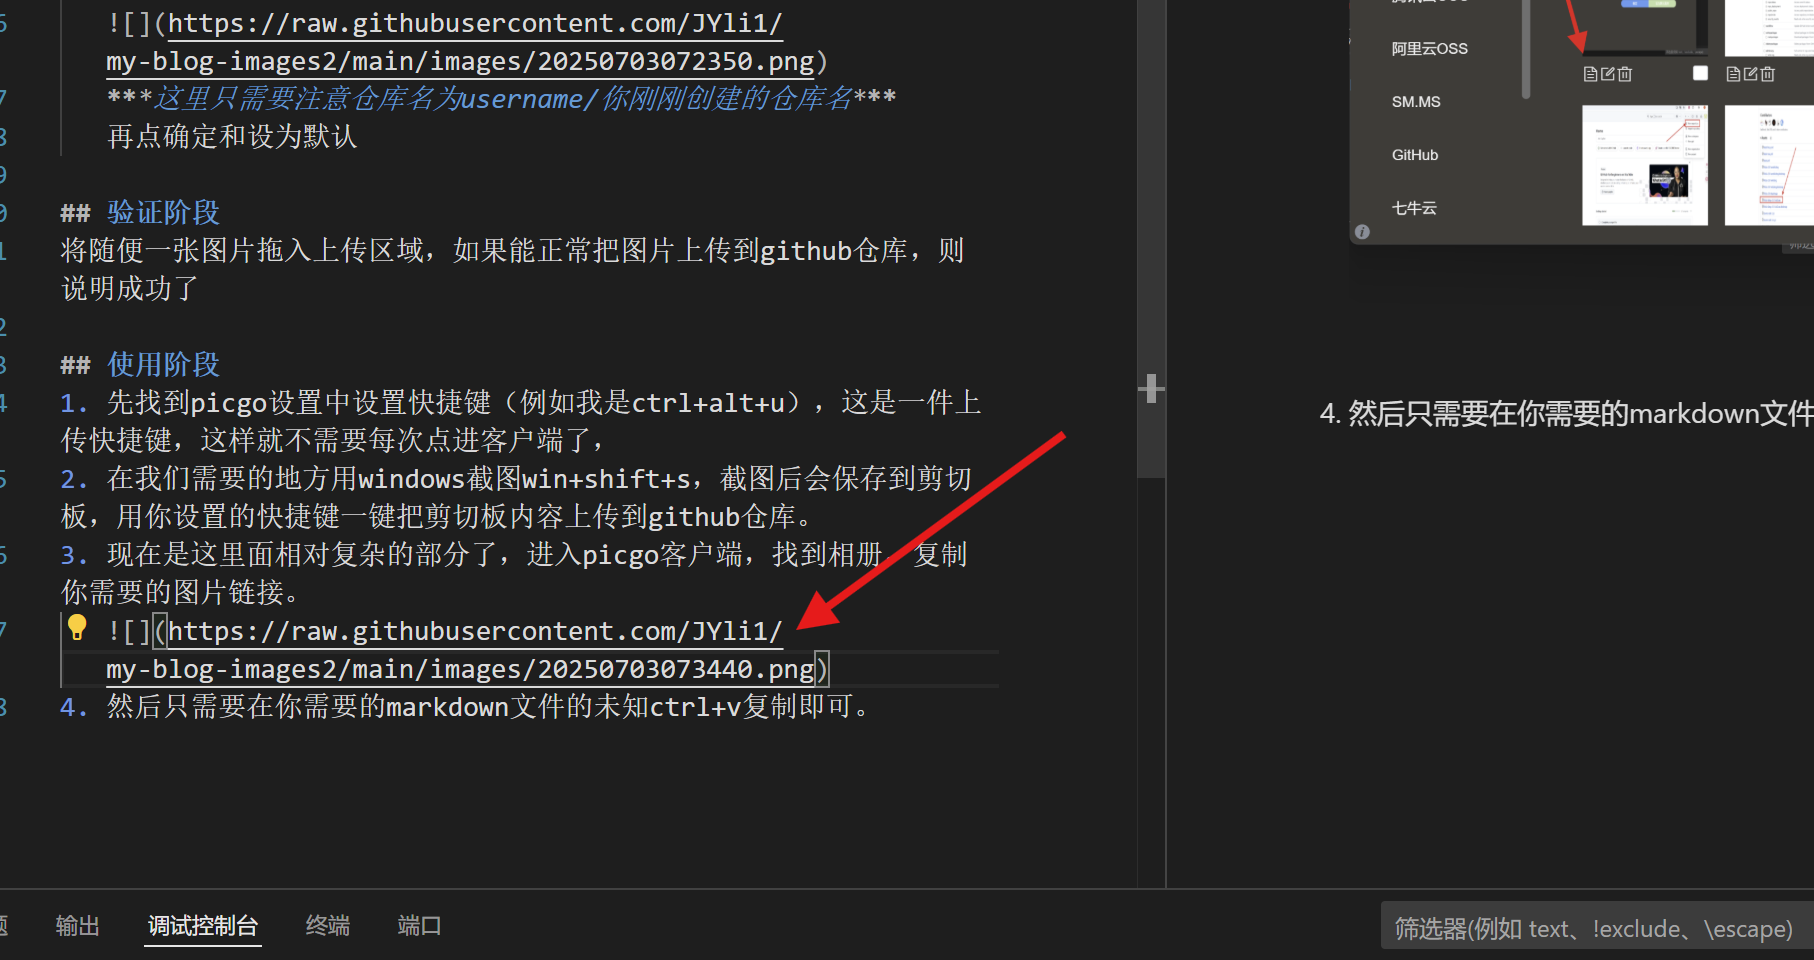 ![](https://raw.githubusercontent.com/JYli1/
my-blog-images2/main/images/20250703072350.png)
***这里只需要注意仓库名为username/你刚刚创建的仓库名***
再点确定和设为默认
## 验证阶段
将随便一张图片拖入上传区域，如果能正常把图片上传到github仓库，则
说明成功了
## 使用阶段
1. 先找到picgo设置中设置快捷键（例如我是ctrl+alt+u），这是一件上
传快捷键，这样就不需要每次点进客户端了，
2. 在我们需要的地方用windows截图win+shift+s，截图后会保存到剪切
板，用你设置的快捷键一键把剪切板内容上传到github仓库。
3. 现在是这里面相对复杂的部分了，进入picgo客户端，找到相册，复制
你需要的图片链接。
![](https://raw.githubusercontent.com/JYli1/
my-blog-images2/main/images/20250703073440.png)
4. 然后只需要在你需要的markdown文件的未知ctrl+v复制即可。
阿里云OSS
SM.MS
GitHub
七牛云
4. 然后只需要在你需要的markdown文件
输出
调试控制台
终端
端口
筛选器(例如 text、!exclude、\escape)